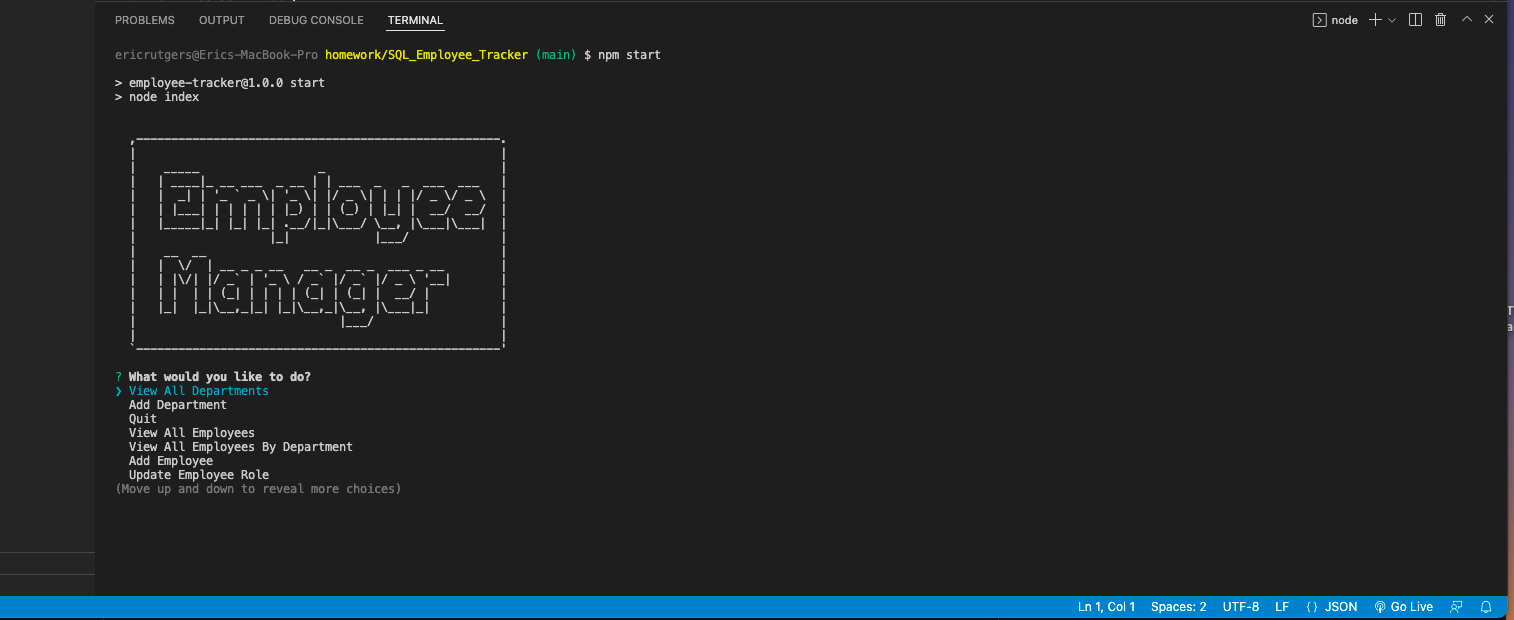 PROBLEMS OUTPUT DEBUG CONSOLE TERMINAL node
ericrutgers@Erics-MacBook-Pro homework/SQL_Employee_Tracker (main) $ npm start
> employee-tracker@1.0.0 start
> node index
Employee
Manager
? What would you like to do?
❯ View All Departments
Add Department
Quit
View All Employees
View All Employees By Department
Add Employee
Update Employee Role
(Move up and down to reveal more choices)
Ln 1, Col 1 Spaces: 2 UTF-8 LF {} JSON Go Live